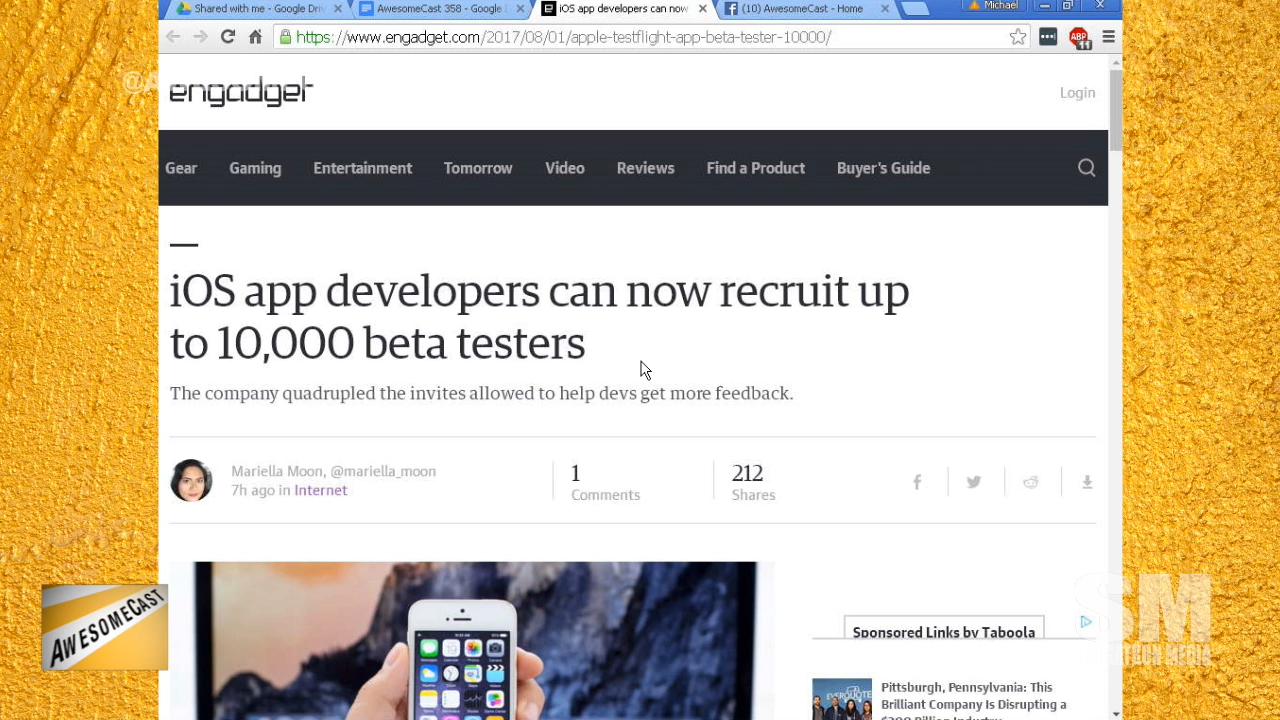 Shared with me - Google Driv
AwesomeCast 358 - Google
iOS app developers can now
(10) AwesomeCast - Home
Michael
https://www.engadget.com/2017/08/01/apple-testflight-app-beta-tester-10000/
ABP
11
engadget
Login
Gear Gaming Entertainment Tomorrow Video Reviews Find a Product Buyer's Guide
iOS app developers can now recruit up
to 10,000 beta testers
The company quadrupled the invites allowed to help devs get more feedback.
Mariella Moon, @mariella_moon
7h ago in Internet
1
Comments
212
Shares
AWESOMECAST
SM
Sponsored Links by Taboola
Pittsburgh, Pennsylvania: This
Brilliant Company Is Disrupting a